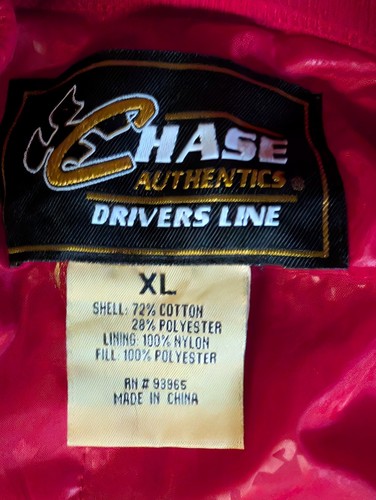 CHASE
AUTHENTICS®
DRIVERS LINE
XL
SHELL: 72% COTTON
28% POLYESTER
LINING: 100% NYLON
FILL: 100% POLYESTER
RN # 93965
MADE IN CHINA